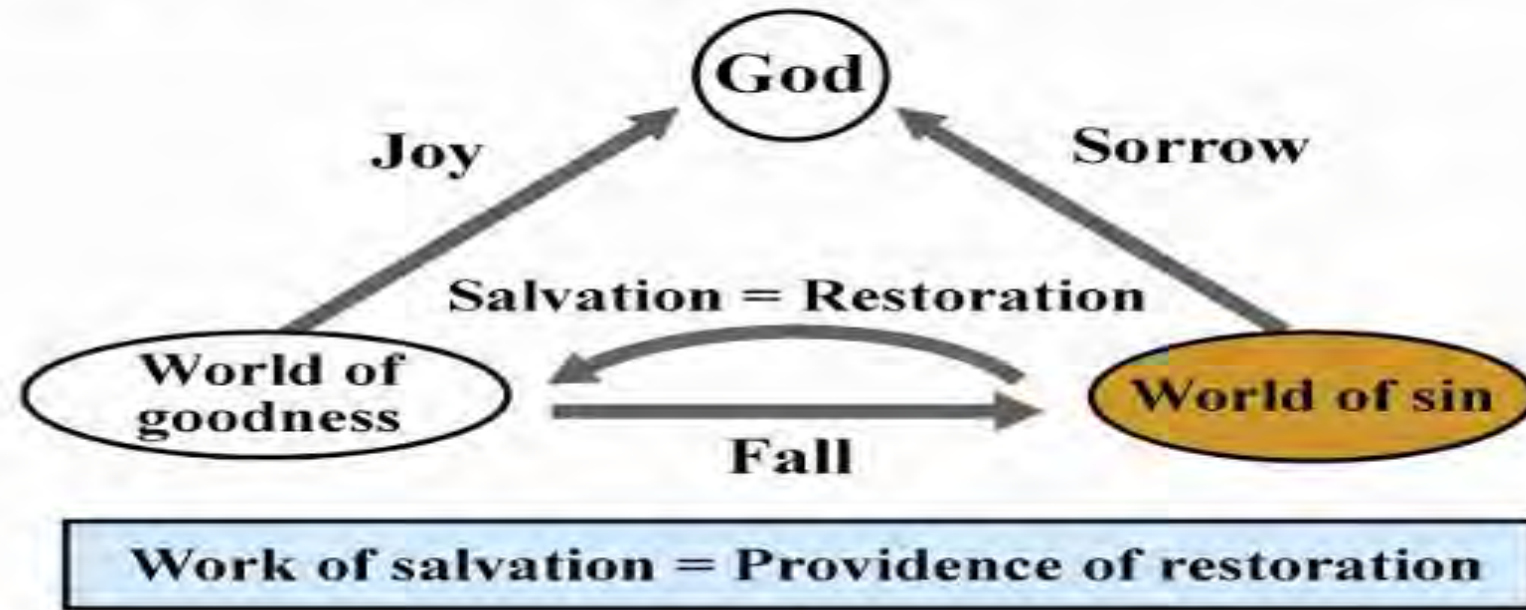 God
Joy
Sorrow
Salvation = Restoration
World of
goodness
World of sin
Fall
Work of salvation = Providence of restoration